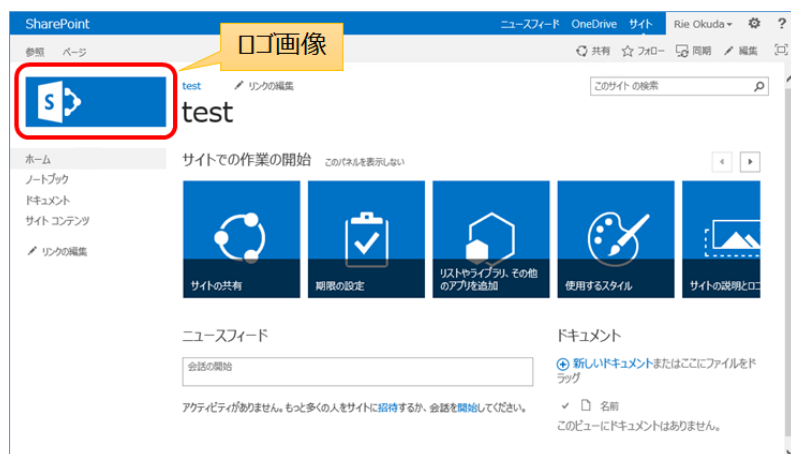 SharePoint
ニュースフィード OneDrive サイト Rie Okuda ?
参照 ページ
ロゴ画像
共有 フォロー 同期 編集
S
test リンクの編集
このサイト の検索
test
ホーム
ノートブック
ドキュメント
サイト コンテンツ
リンクの編集
サイトでの作業の開始 このパネルを表示しない
サイトの共有
期限の設定
リストやライブラリ、その他
のアプリを追加
使用するスタイル
サイトの説明とロゴ
ニュースフィード
会話の開始
アクティビティがありません。もっと多くの人をサイトに招待するか、会話を開始してください。
ドキュメント
新しいドキュメントまたはここにファイルをド
ラッグ
名前
このビューにドキュメントはありません。